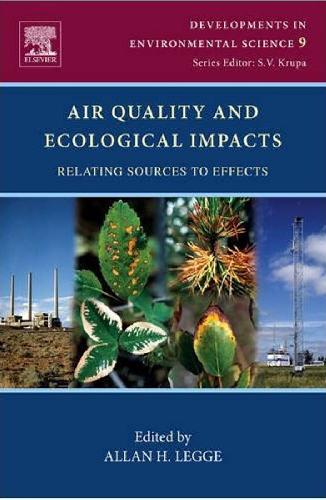 ELSEVIER
DEVELOPMENTS IN
ENVIRONMENTAL SCIENCE 9
Series Editor: S.V. Krupa
AIR QUALITY AND
ECOLOGICAL IMPACTS
RELATING SOURCES TO EFFECTS
Edited by
ALLAN H. LEGGE